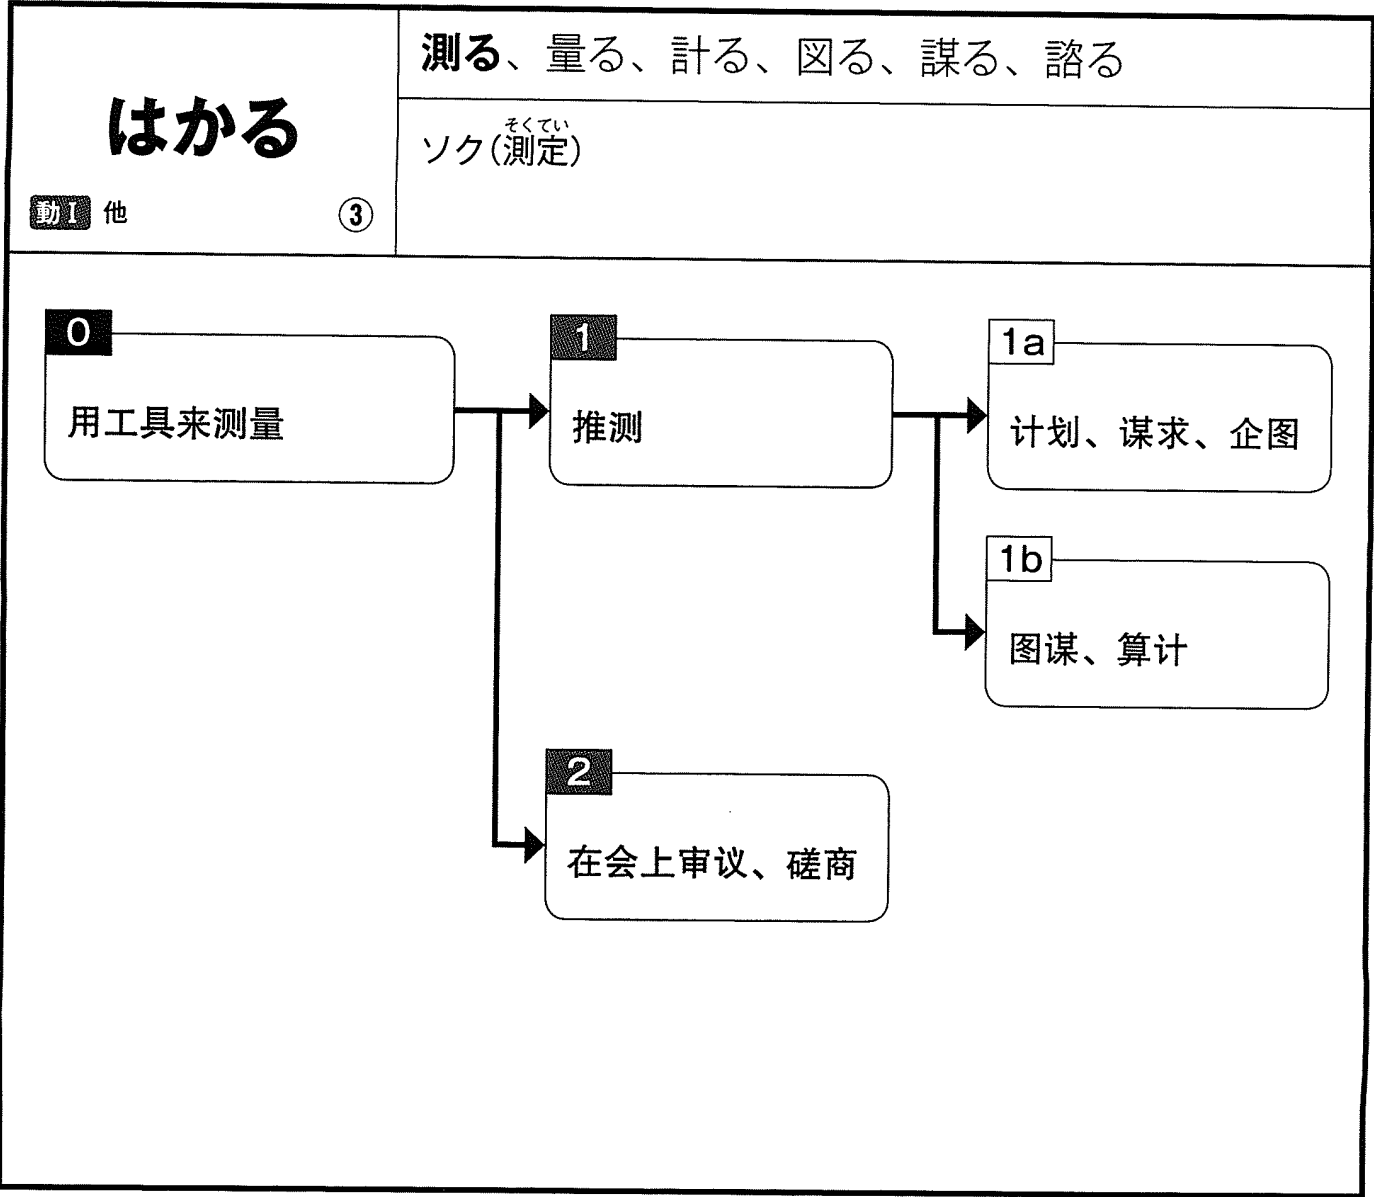 はかる
動I 他 ③
測る、量る、計る、図る、謀る、諮る
そくてい
ソク(測定)
0
用工具来测量
1
推测
1a
计划、谋求、企图
1b
图谋、算计
2
在会上审议、磋商